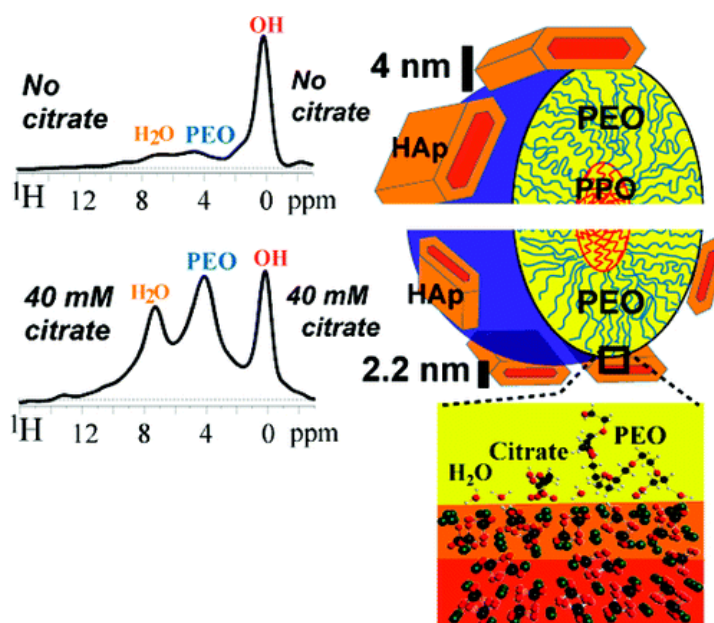 OH
No
citrate
H₂O
PEO
No
citrate
¹H 12 8 4 0 ppm
4 nm
PEO
HAp
PPO
40 mM
citrate
H₂O
PEO
OH
40 mM
citrate
¹H 12 8 4 0 ppm
HAp
PEO
2.2 nm
PEO
Citrate
H₂O